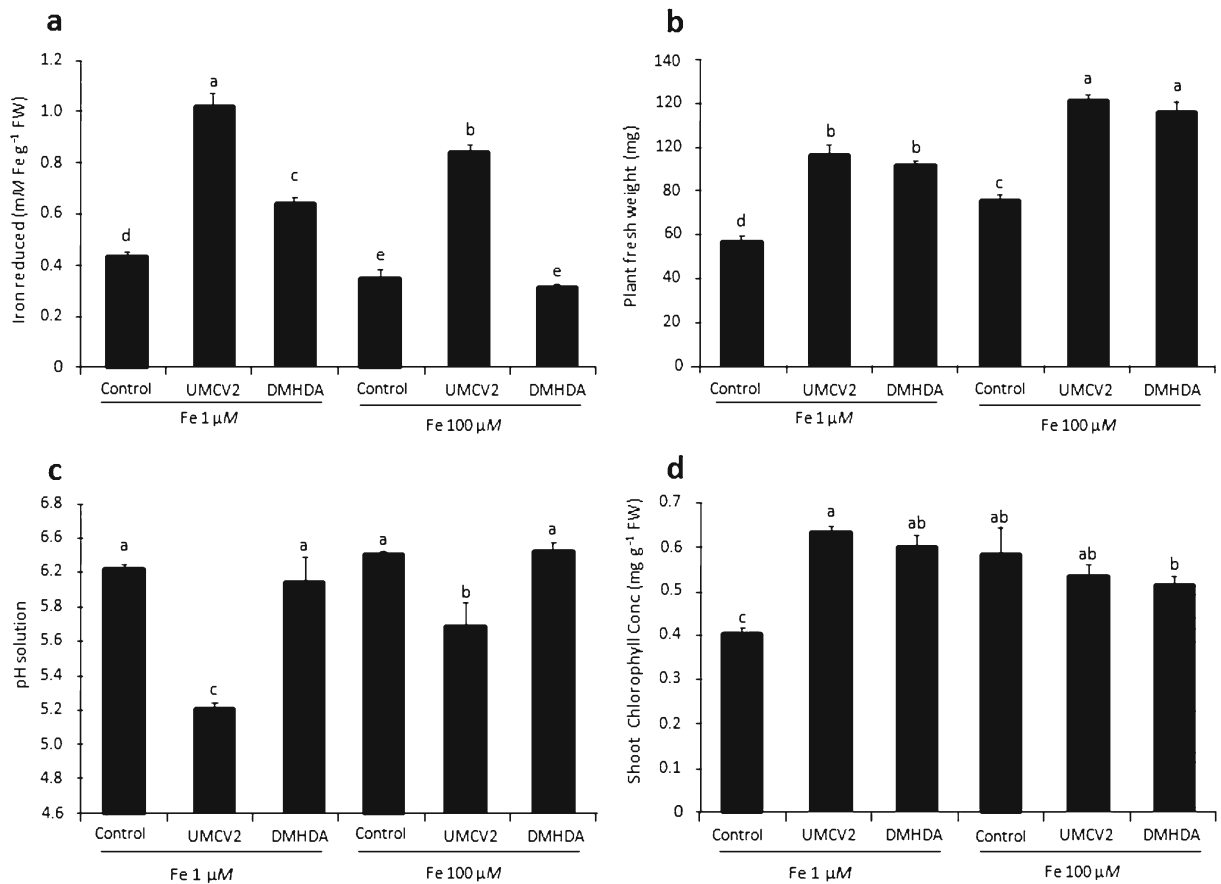 a
Iron reduced (mM Fe g⁻¹ FW)
1.2
1.0
0.8
0.6
0.4
0.2
0
d
a
c
e
b
e
Control UMCV2 DMHDA Control UMCV2 DMHDA
Fe 1 µM Fe 100 µM
b
Plant fresh weight (mg)
140
120
120
80
60
40
20
0
d
b
b
c
a
a
Control UMCV2 DMHDA Control UMCV2 DMHDA
Fe 1 µM Fe 100 µM
c
pH solution
6.8
6.6
6.2
5.8
5.6
5.2
5.2
5.0
4.8
4.6
a
c
a
a
b
a
Control UMCV2 DMHDA Control UMCV2 DMHDA
Fe 1 µM Fe 100 µM
d
Shoot Chlorophyll Conc (mg g⁻¹ FW)
0.7
0.6
0.5
0.4
0.3
0.2
0.1
0
c
a
ab
ab
ab
b
Control UMCV2 DMHDA Control UMCV2 DMHDA
Fe 1 µM Fe 100 µM